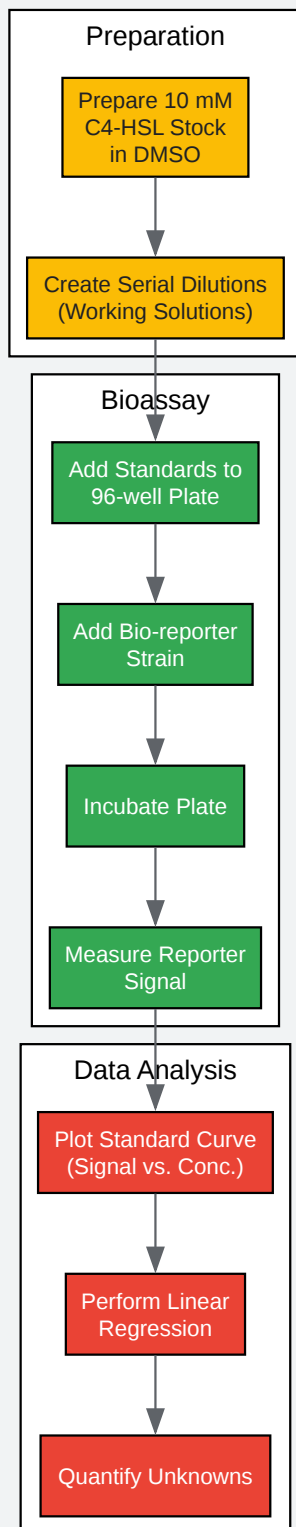 Preparation
Prepare 10 mM
C4-HSL Stock
in DMSO
Create Serial Dilutions
(Working Solutions)
Bioassay
Add Standards to
96-well Plate
Add Bio-reporter
Strain
Incubate Plate
Measure Reporter
Signal
Data Analysis
Plot Standard Curve
(Signal vs. Conc.)
Perform Linear
Regression
Quantify Unknowns